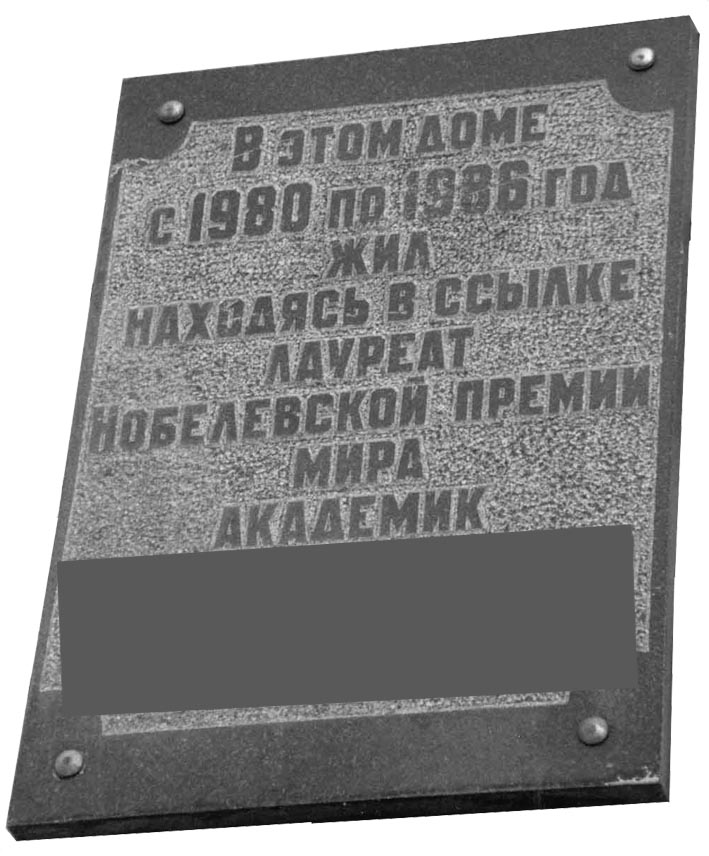 В ЭТОМ ДОМЕ
С 1980 ПО 1986 ГОД
ЖИЛ
НАХОДЯСЬ В ССЫЛКЕ
ЛАУРЕАТ
НОБЕЛЕВСКОЙ ПРЕМИИ
МИРА
АКАДЕМИК